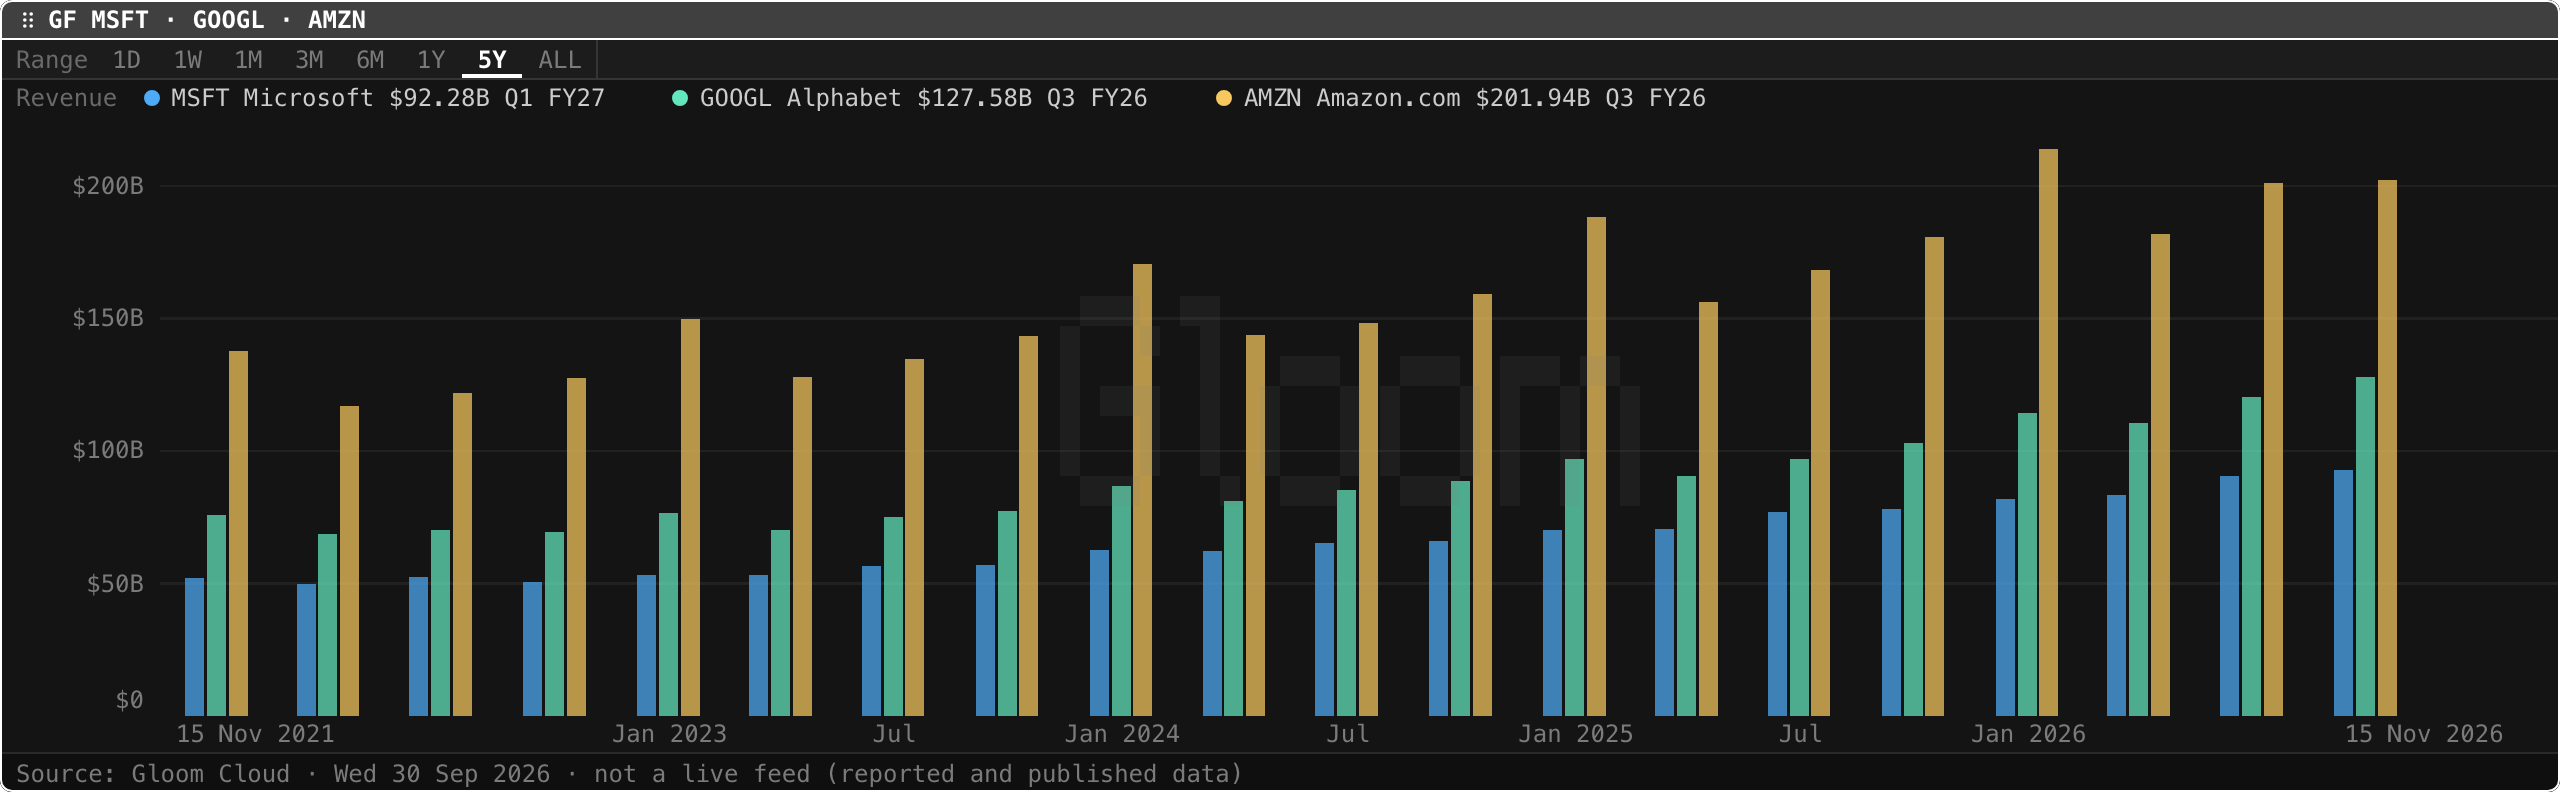 GF MSFT · GOOGL · AMZN
Range 1D 1W 1M 3M 6M 1Y 5Y ALL
Revenue MSFT Microsoft $92.28B Q1 FY27 GOOGL Alphabet $127.58B Q3 FY26 AMZN Amazon.com $201.94B Q3 FY26
$200B
$150B
$100B
$50B
$0
Gloom
15 Nov 2021 Jan 2023 Jul Jan 2024 Jul Jan 2025 Jul Jan 2026 15 Nov 2026
Source: Gloom Cloud · Wed 30 Sep 2026 · not a live feed (reported and published data)